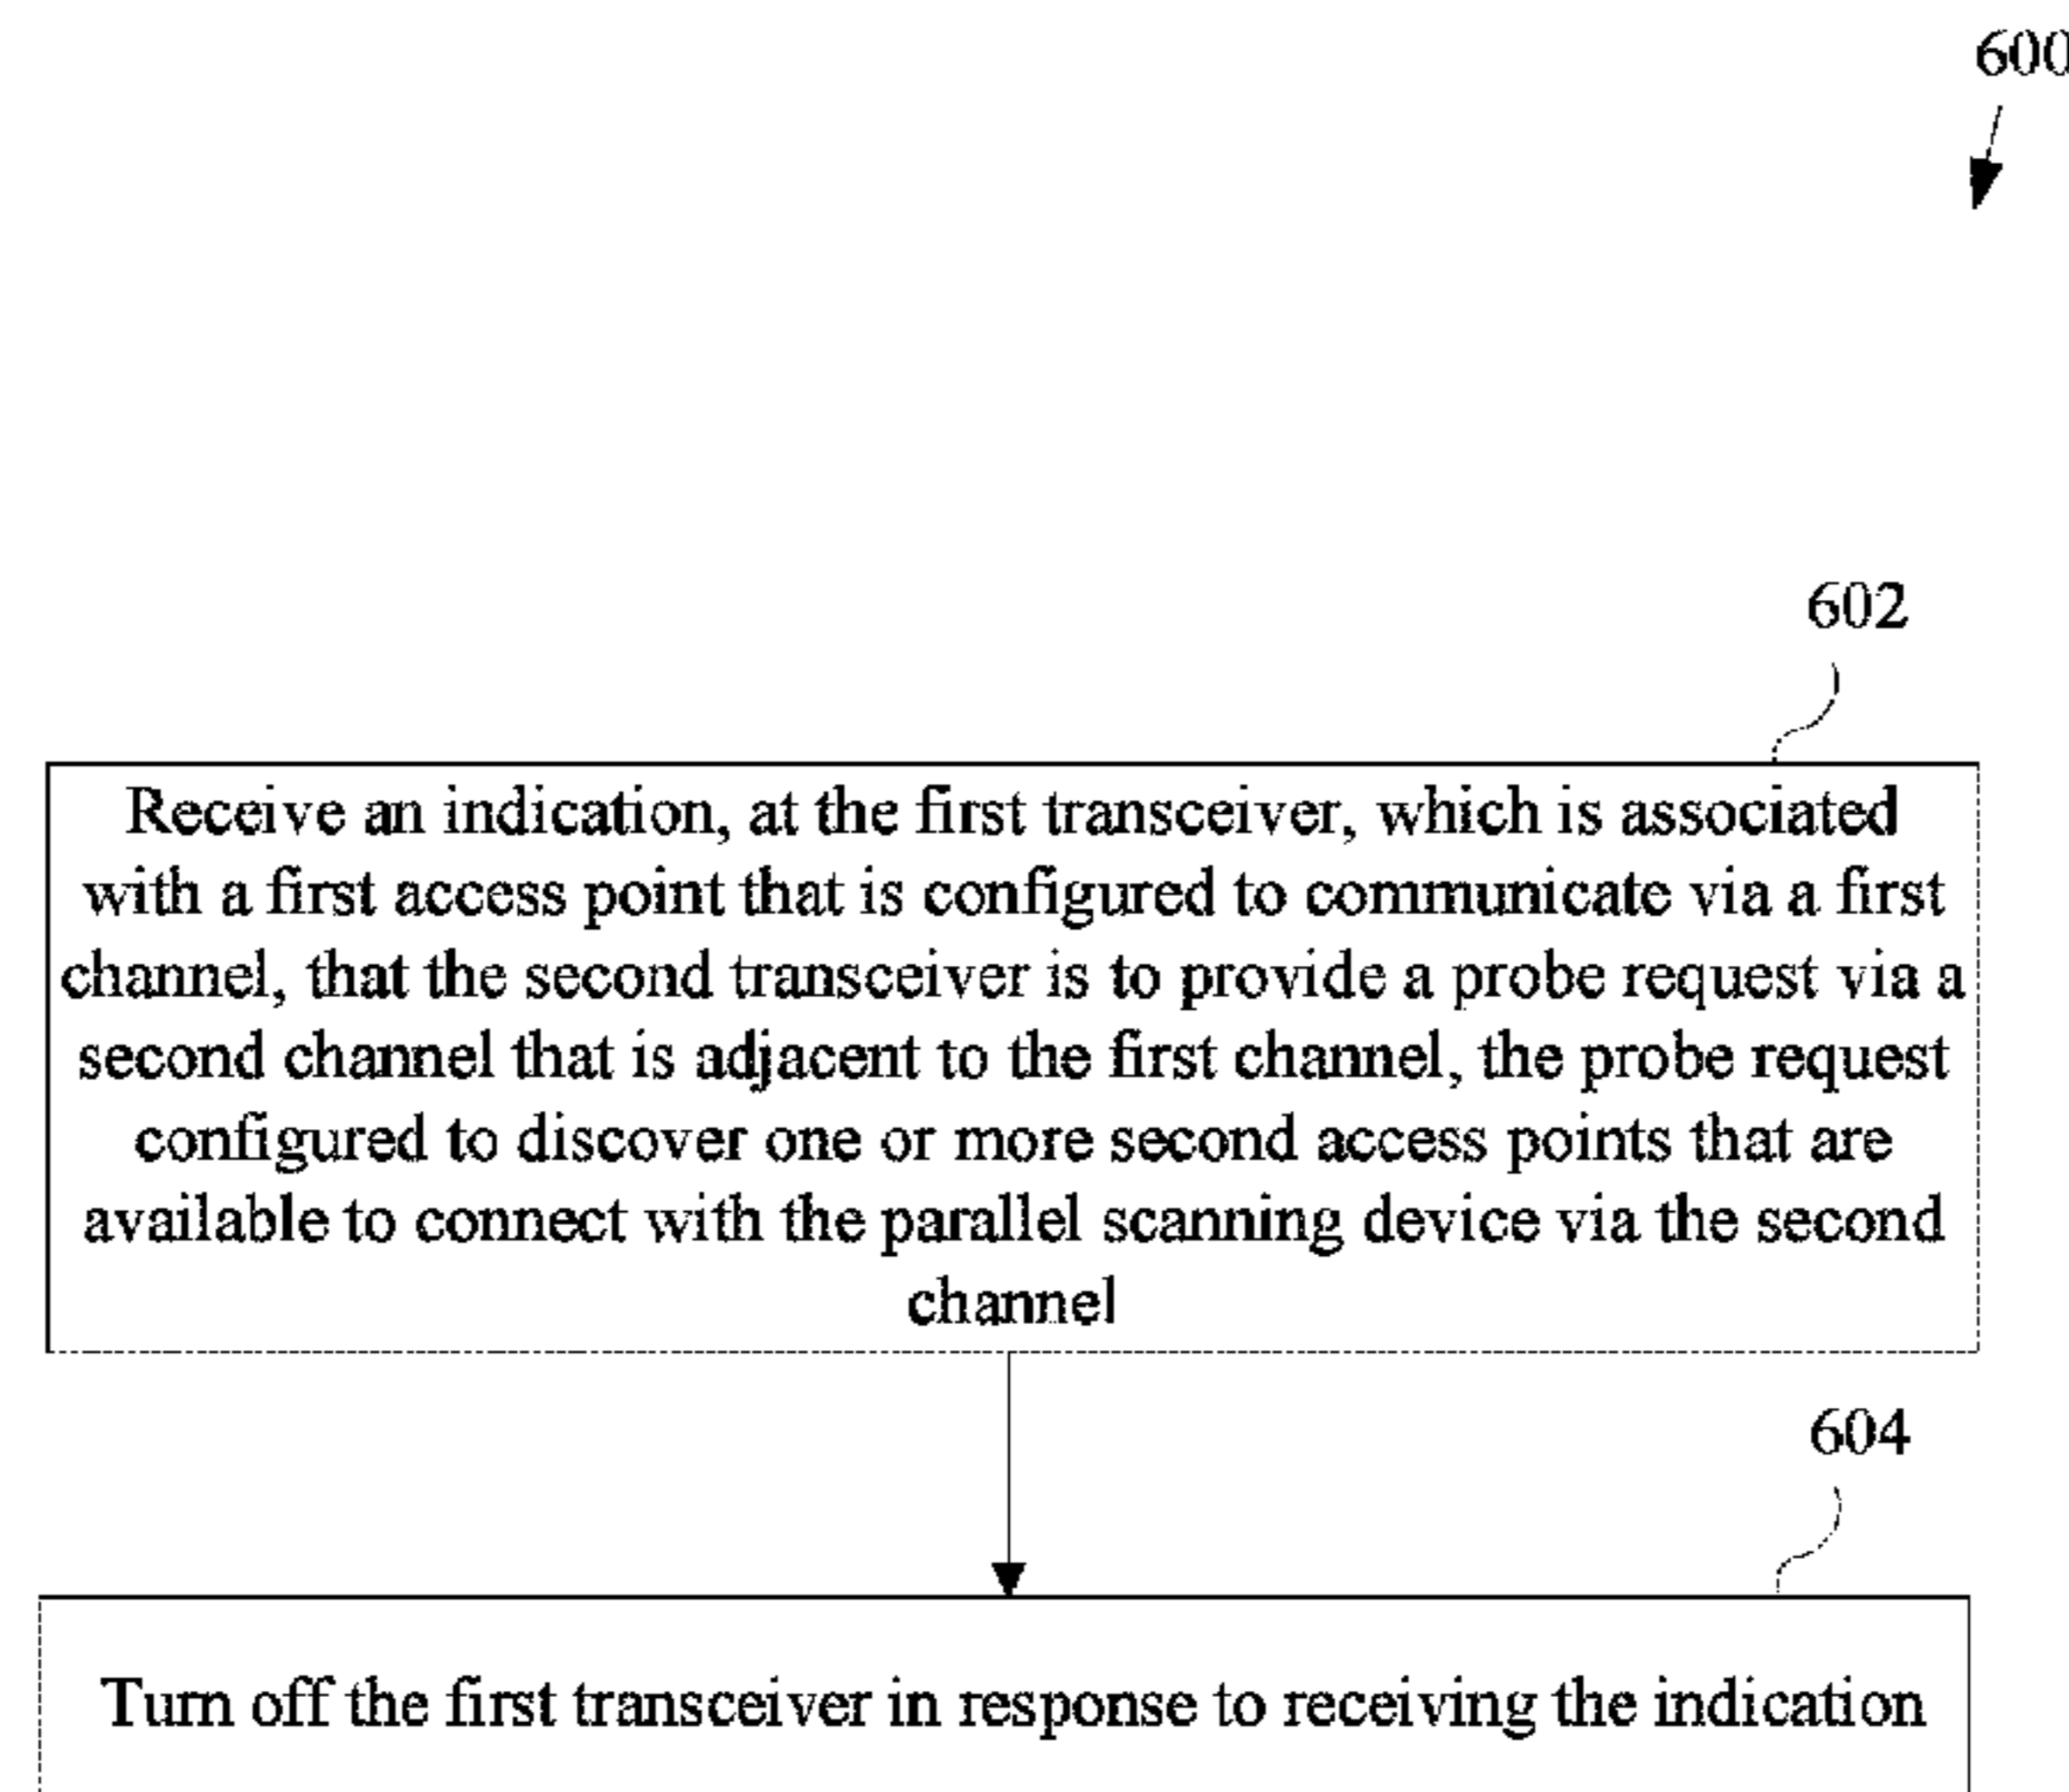 600
602
Receive an indication, at the first transceiver, which is associated
with a first access point that is configured to communicate via a first
channel, that the second transceiver is to provide a probe request via a
second channel that is adjacent to the first channel, the probe request
configured to discover one or more second access points that are
available to connect with the parallel scanning device via the second
channel
604
Turn off the first transceiver in response to receiving the indication